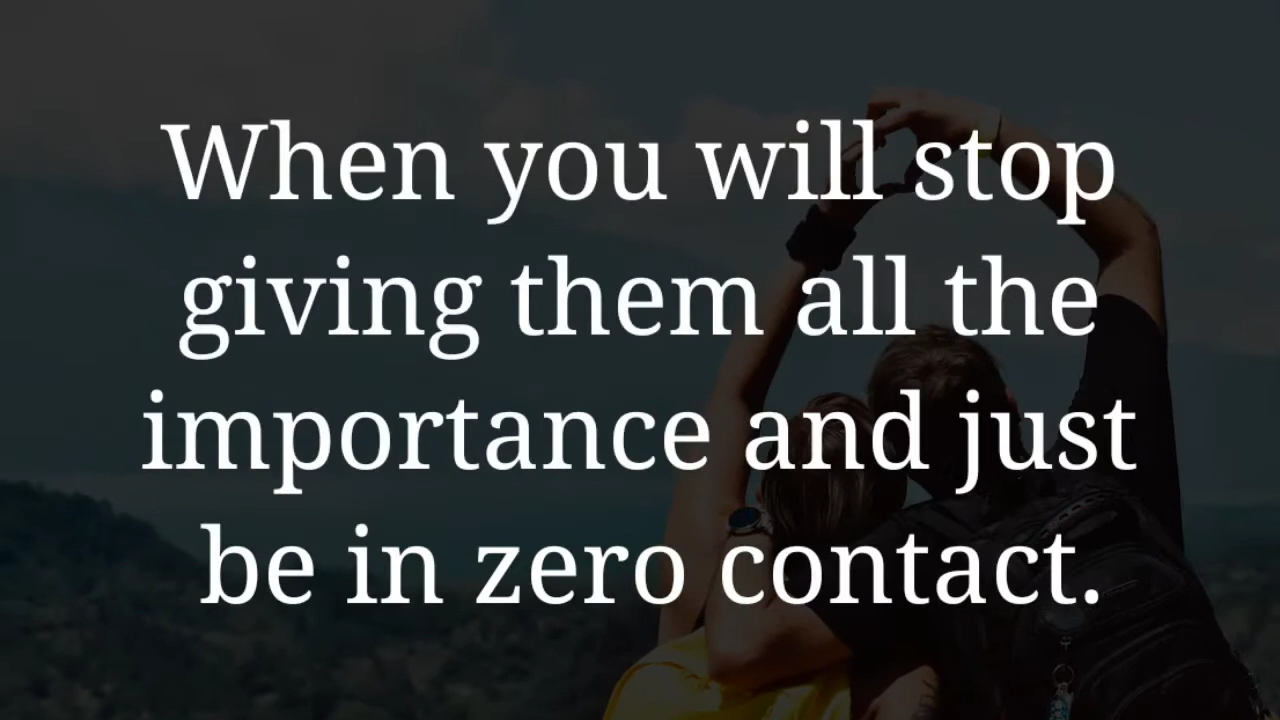 When you will stop
giving them all the
importance and just
be in zero contact.